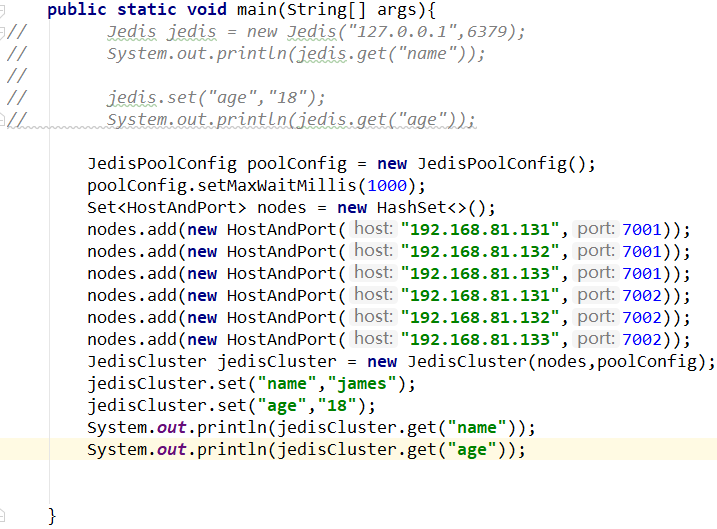 public static void main(String[] args){
// Jedis jedis = new Jedis("127.0.0.1",6379);
// System.out.println(jedis.get("name"));
//
// jedis.set("age","18");
// System.out.println(jedis.get("age"));
JedisPoolConfig poolConfig = new JedisPoolConfig();
poolConfig.setMaxWaitMillis(1000);
Set<HostAndPort> nodes = new HashSet<>();
nodes.add(new HostAndPort( host: "192.168.81.131", port: 7001));
nodes.add(new HostAndPort( host: "192.168.81.132", port: 7001));
nodes.add(new HostAndPort( host: "192.168.81.133", port: 7001));
nodes.add(new HostAndPort( host: "192.168.81.131", port: 7002));
nodes.add(new HostAndPort( host: "192.168.81.132", port: 7002));
nodes.add(new HostAndPort( host: "192.168.81.133", port: 7002));
JedisCluster jedisCluster = new JedisCluster(nodes,poolConfig);
jedisCluster.set("name","james");
jedisCluster.set("age","18");
System.out.println(jedisCluster.get("name"));
System.out.println(jedisCluster.get("age"));
}